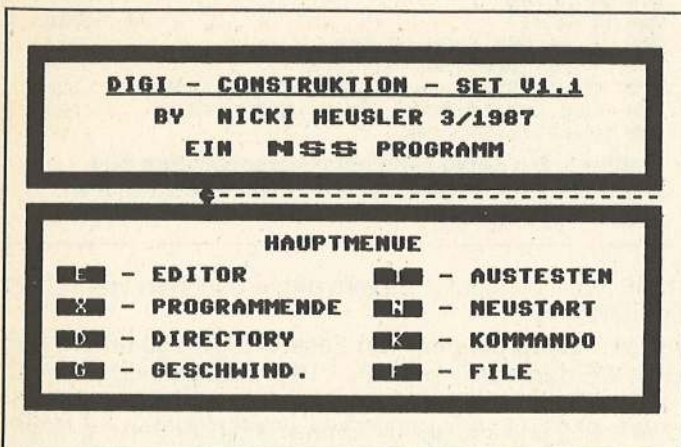 DIGI - CONSTRUKTION - SET V1.1
BY NICKI HEUSLER 3/1987
EIN NSS PROGRAMM
HAUPTMENUE
E - EDITOR
A - AUSTESTEN
X - PROGRAMMENDE
N - NEUSTART
D - DIRECTORY
K - KOMMANDO
G - GESCHWIND.
F - FILE